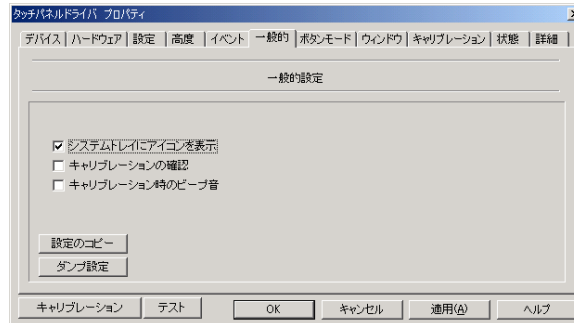 タッチパネルドライバ プロパティ
デバイス ハードウェア 設定 高度 イベント 一般的 ボタンモード ウィンドウ キャリブレーション 状態 詳細
一般的設定
システムトレイにアイコンを表示
キャリブレーションの確認
キャリブレーション時のビープ音
設定のコピー
ダンプ設定
キャリブレーション テスト OK キャンセル 適用(A) ヘルプ